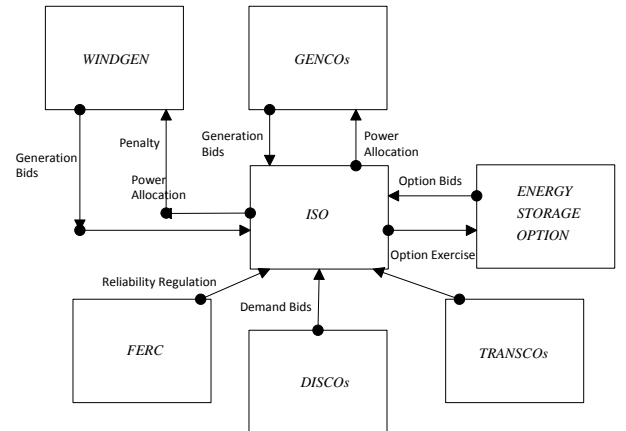 WINDGEN
GENCOs
Generation
Bids
Penalty
Power
Allocation
Generation
Bids
Power
Allocation
ISO
Option Bids
Option Exercise
ENERGY
STORAGE
OPTION
Reliability Regulation
Demand Bids
FERC
DISCOs
TRANSCOs